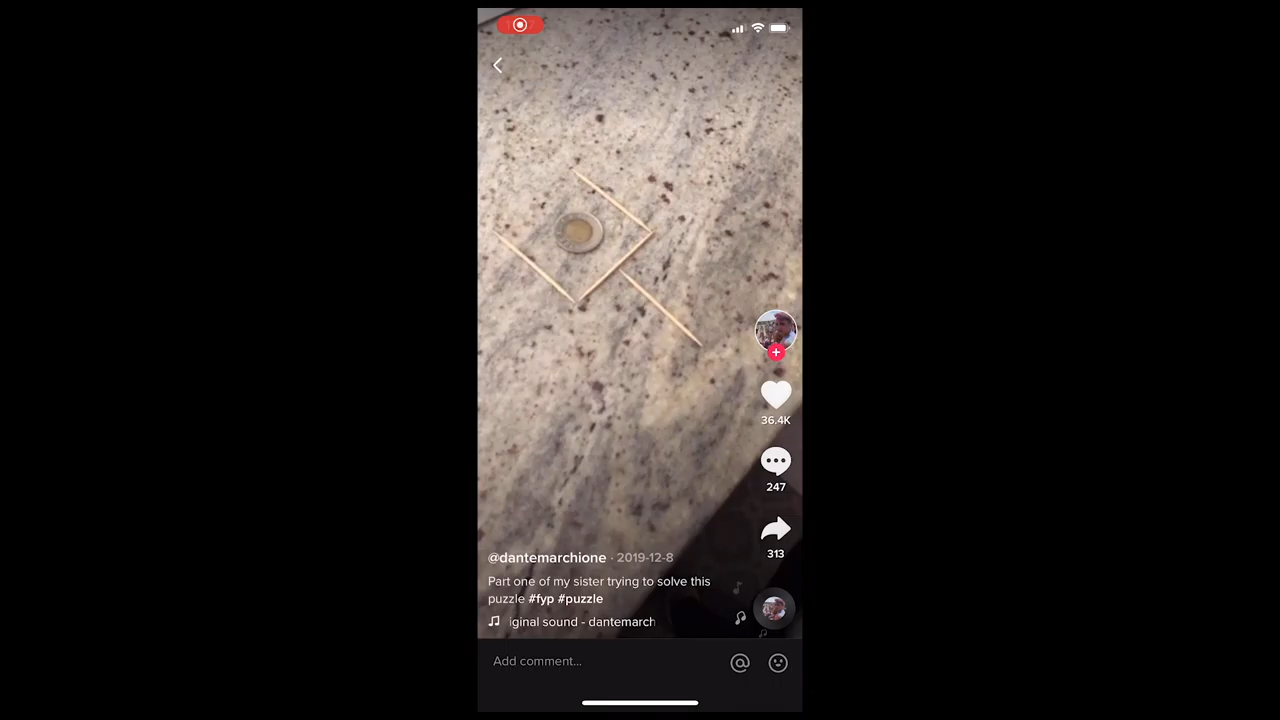 36.4K
247
313
@dantemarchione · 2019-12-8
Part one of my sister trying to solve this
puzzle #fyp #puzzle
iginal sound - dantemarch
Add comment...